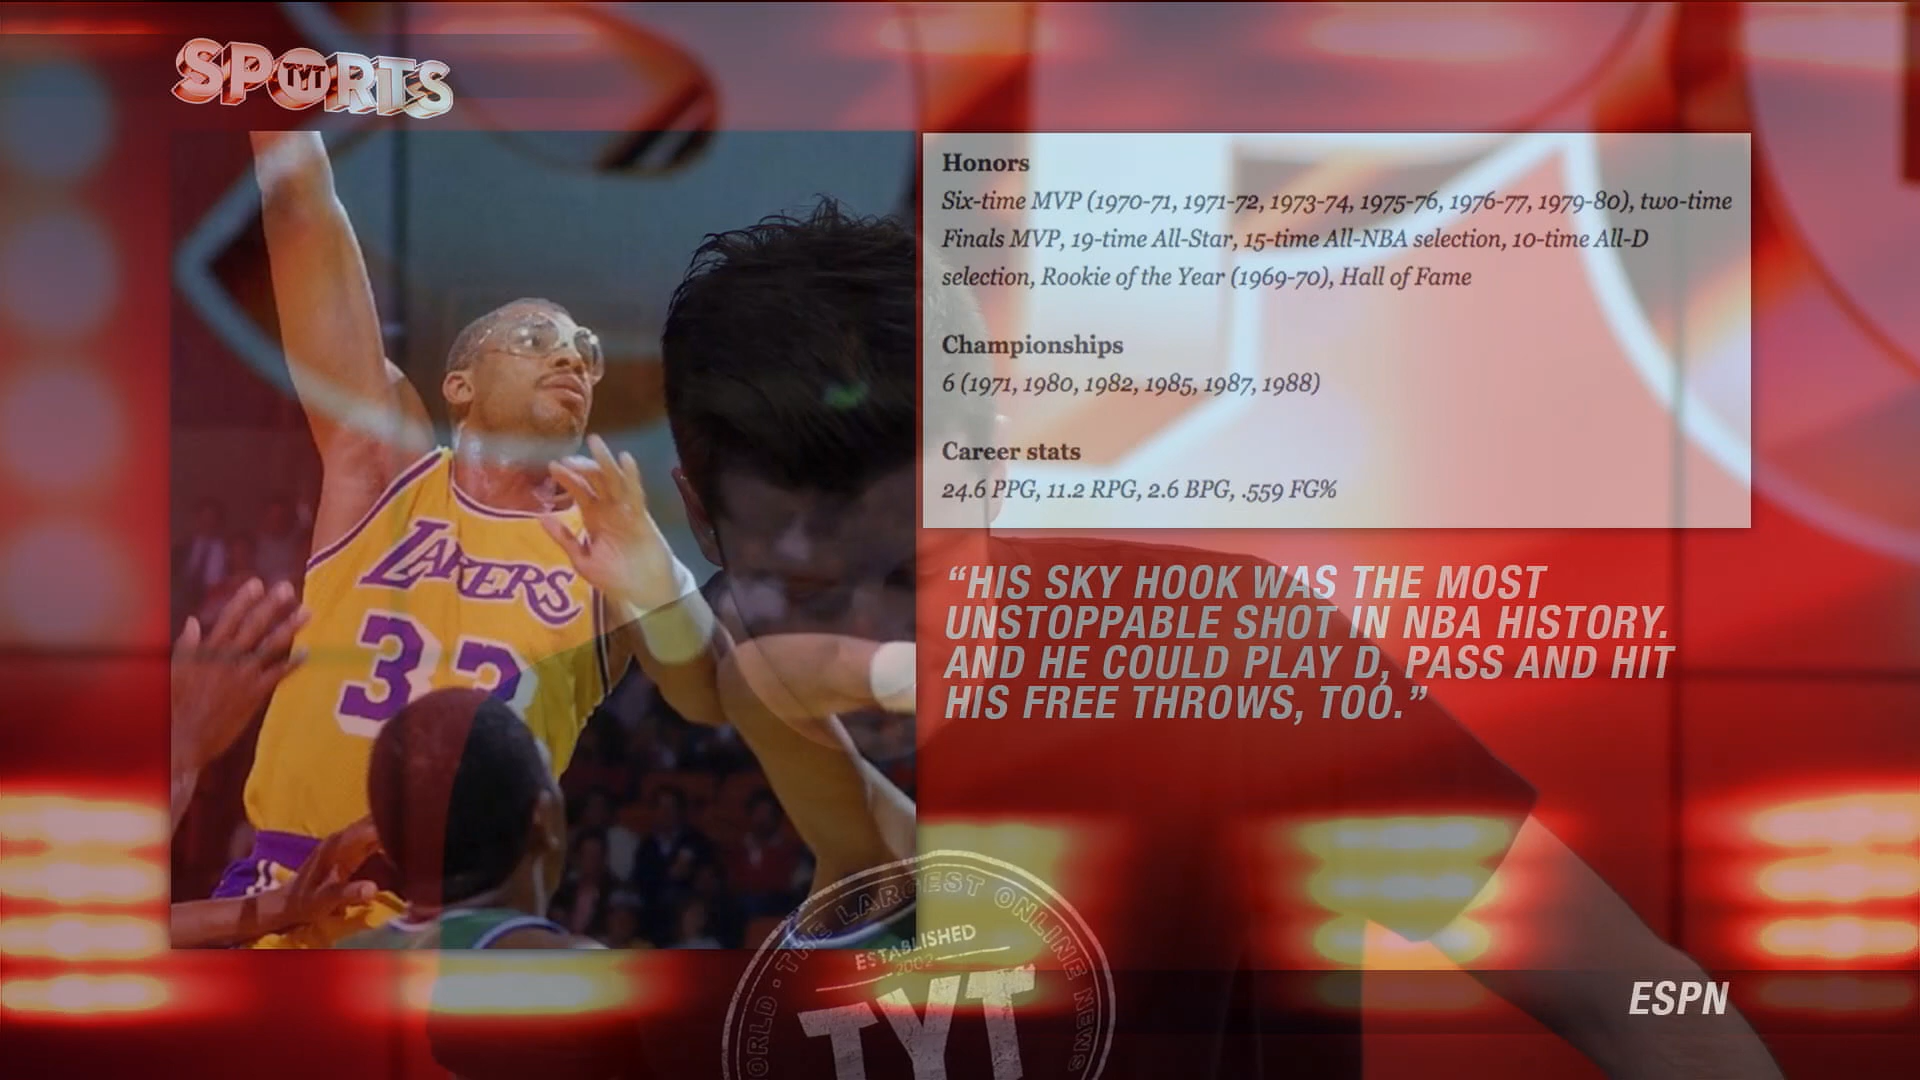 SPORTS
TYT
Honors
Six-time MVP (1970-71, 1971-72, 1973-74, 1975-76, 1976-77, 1979-80), two-time
Finals MVP, 19-time All-Star, 15-time All-NBA selection, 10-time All-D
selection, Rookie of the Year (1969-70), Hall of Fame
Championships
6 (1971, 1980, 1982, 1985, 1987, 1988)
Career stats
24.6 PPG, 11.2 RPG, 2.6 BPG, .559 FG%
LAKERS
33
“HIS SKY HOOK WAS THE MOST
UNSTOPPABLE SHOT IN NBA HISTORY.
AND HE COULD PLAY D, PASS AND HIT
HIS FREE THROWS, TOO.”
THE LARGEST ONLINE NEWS
WORLD
ESTABLISHED
2002
TYT
ESPN